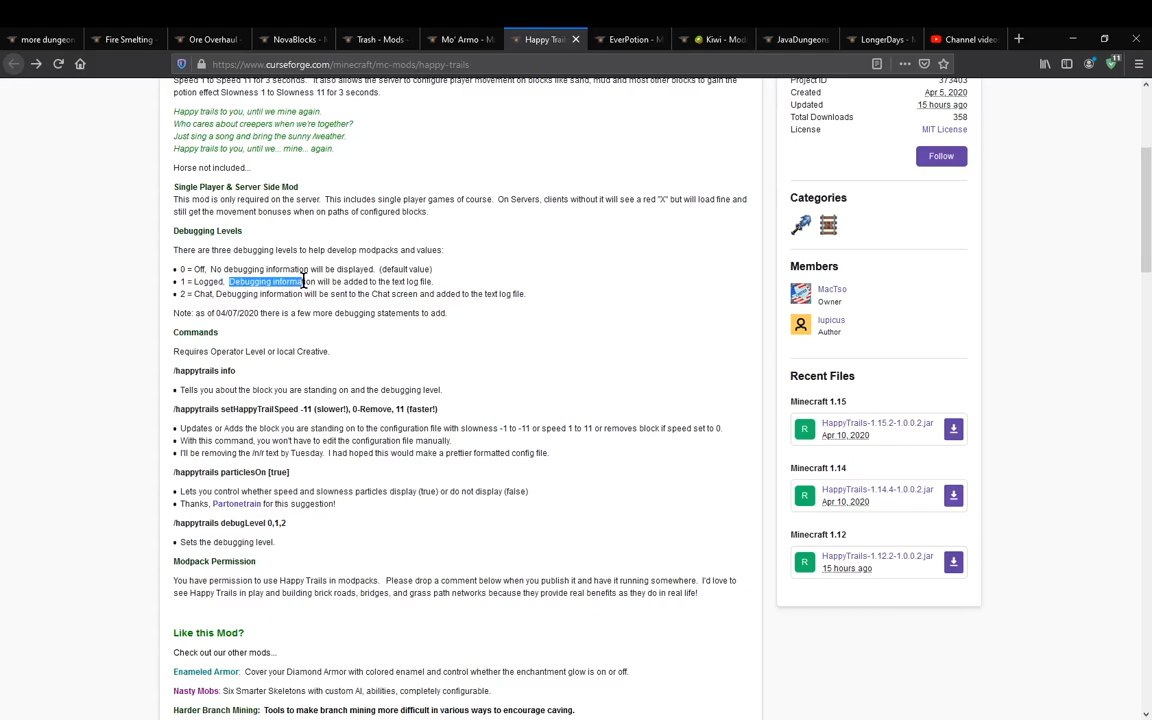 more dungeo
Fire Smelting -
Ore Overhaul -
NovaBlocks - M
Trash - Mods -
Mo' Armo - M
Happy Trai
EverPotion - M
Kiwi - Mod
JavaDungeons
LongerDays - M
Channel video
https://www.curseforge.com/minecraft/mc-mods/happy-trails
11
Speed 1 to Speed 11 for 3 seconds.  It also allows the server to configure player movement on blocks like sand, mud and most other blocks to gain the
potion effect Slowness 1 to Slowness 11 for 3 seconds.
Happy trails to you, until we mine again.
Who cares about creepers when we're together?
Just sing a song and bring the sunny /weather.
Happy trails to you, until we... mine... again.
Horse not included...
Single Player & Server Side Mod
This mod is only required on the server.  This includes single player games of course.  On Servers, clients without it will see a red "X" but will load fine and
still get the movement bonuses when on paths of configured blocks.
Debugging Levels
There are three debugging levels to help develop modpacks and values:
0 = Off,  No debugging information will be displayed.  (default value)
1 = Logged,  Debugging information will be added to the text log file.
2 = Chat, Debugging information will be sent to the Chat screen and added to the text log file.
Note: as of 04/07/2020 there is a few more debugging statements to add.
Commands
Requires Operator Level or local Creative.
/happytrails info
Tells you about the block you are standing on and the debugging level.
/happytrails setHappyTrailSpeed -11 (slower!), 0-Remove, 11 (faster!)
Updates or Adds the block you are standing on to the configuration file with slowness -1 to -11 or speed 1 to 11 or removes block if speed set to 0.
With this command, you won't have to edit the configuration file manually.
I'll be removing the /n/r text by Tuesday.  I had hoped this would make a prettier formatted config file.
/happytrails particlesOn [true]
Lets you control whether speed and slowness particles display (true) or do not display (false)
Thanks, Partonetrain for this suggestion!
/happytrails debugLevel 0,1,2
Sets the debugging level.
Modpack Permission
You have permission to use Happy Trails in modpacks.   Please drop a comment below when you publish it and have it running somewhere.  I'd love to
see Happy Trails in play and building brick roads, bridges, and grass path networks because they provide real benefits as they do in real life!
Like this Mod?
Check out our other mods...
Enameled Armor:  Cover your Diamond Armor with colored enamel and control whether the enchantment glow is on or off.
Nasty Mobs: Six Smarter Skeletons with custom AI, abilities, completely configurable.
Harder Branch Mining:  Tools to make branch mining more difficult in various ways to encourage caving.
Project ID 373403
Created Apr 5, 2020
Updated 15 hours ago
Total Downloads 358
License MIT License
Follow
Categories
Members
MacTso
Owner
lupicus
Author
Recent Files
Minecraft 1.15
R HappyTrails-1.15.2-1.0.0.2.jar
Apr 10, 2020
Minecraft 1.14
R HappyTrails-1.14.4-1.0.0.2.jar
Apr 10, 2020
Minecraft 1.12
R HappyTrails-1.12.2-1.0.0.2.jar
15 hours ago